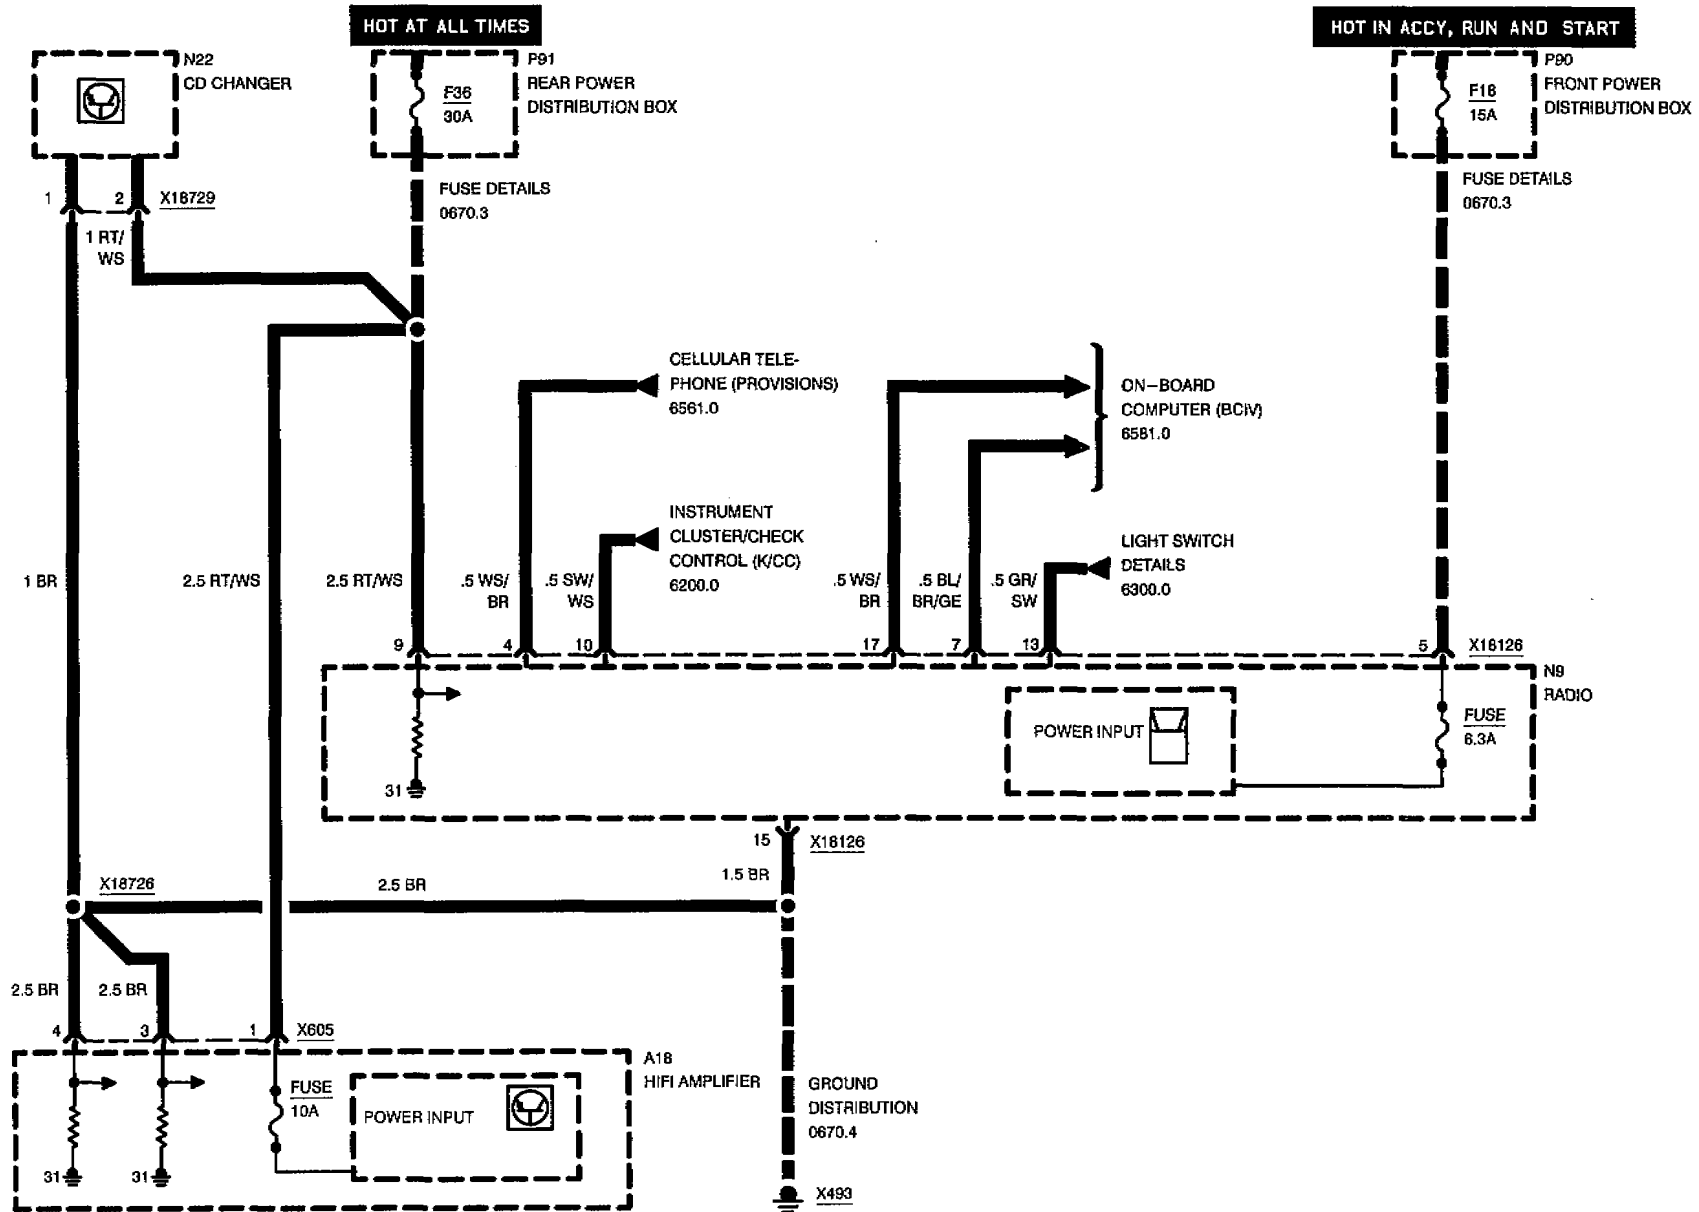 HOT AT ALL TIMES
HOT IN ACCY, RUN AND START
N22
CD CHANGER
P91
REAR POWER
DISTRIBUTION BOX
F36
30A
P90
FRONT POWER
DISTRIBUTION BOX
F18
15A
FUSE DETAILS
0670.3
FUSE DETAILS
0670.3
1
2
X18729
1 RT/
WS
CELLULAR TELE-
PHONE (PROVISIONS)
6561.0
ON-BOARD
COMPUTER (BCIV)
6581.0
INSTRUMENT
CLUSTER/CHECK
CONTROL (K/CC)
6200.0
LIGHT SWITCH
DETAILS
6300.0
1 BR
2.5 RT/WS
2.5 RT/WS
.5 WS/
BR
.5 SW/
WS
.5 WS/
BR
.5 BL/
BR/GE
.5 GR/
SW
9
4
10
17
7
13
5
X18126
N9
RADIO
POWER INPUT
FUSE
6.3A
31
15
X18126
1.5 BR
X18726
2.5 BR
2.5 BR
2.5 BR
4
3
1
X605
A18
HIFI AMPLIFIER
FUSE
10A
POWER INPUT
31
31
GROUND
DISTRIBUTION
0670.4
X493